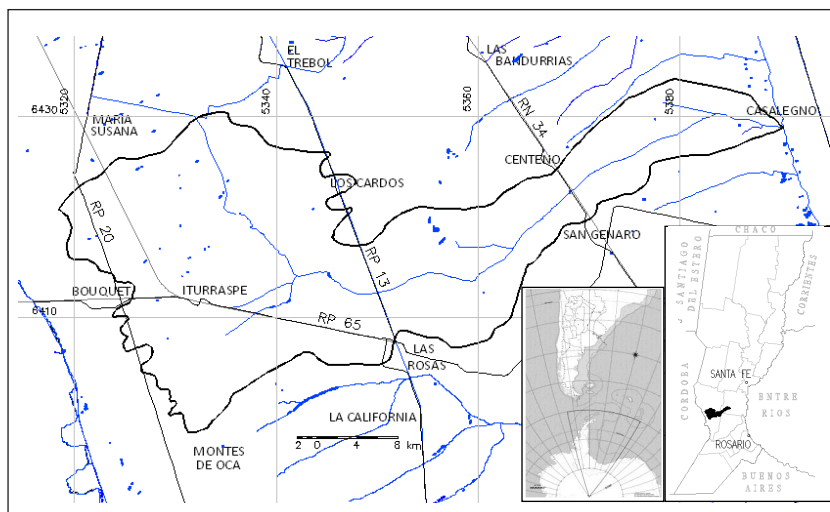 EL
TREBOL
LAS
BANDURRIAS
5320
5340
5360
5380
6430
MARIA
SUSANA
CASALEGNO
RN 34
CENTENO
LOS CARDOS
RP 20
RP 13
SAN GENARO
BOUQUET
ITURRASPE
6410
RP 65
LAS
ROSAS
LA CALIFORNIA
MONTES
DE OCA
2 0 4 8
km
CHACO
SANTIAGO
DEL ESTERO
CORRIENTES
CORDOBA
SANTA FE
ENTRE
RIOS
ROSARIO
BUENOS
AIRES